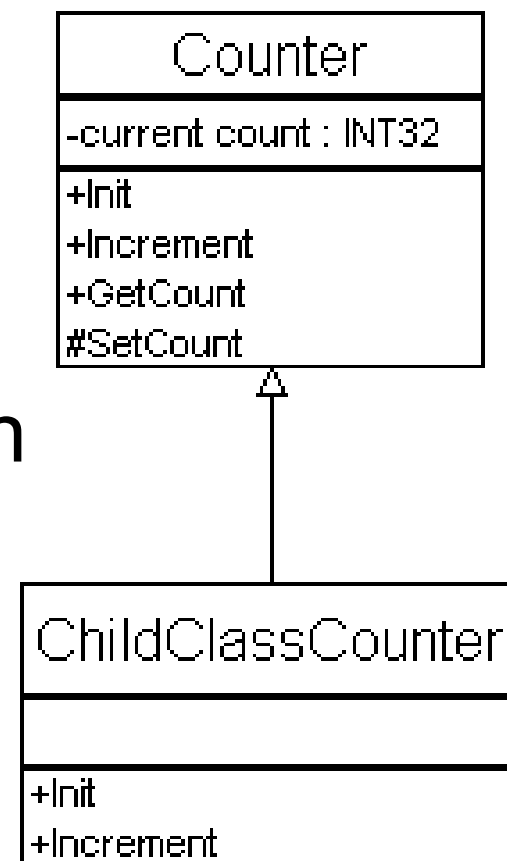 Counter
-current count : INT32
+Init
+Increment
+GetCount
#SetCount
n
ChildClassCounter
+Init
+Increment